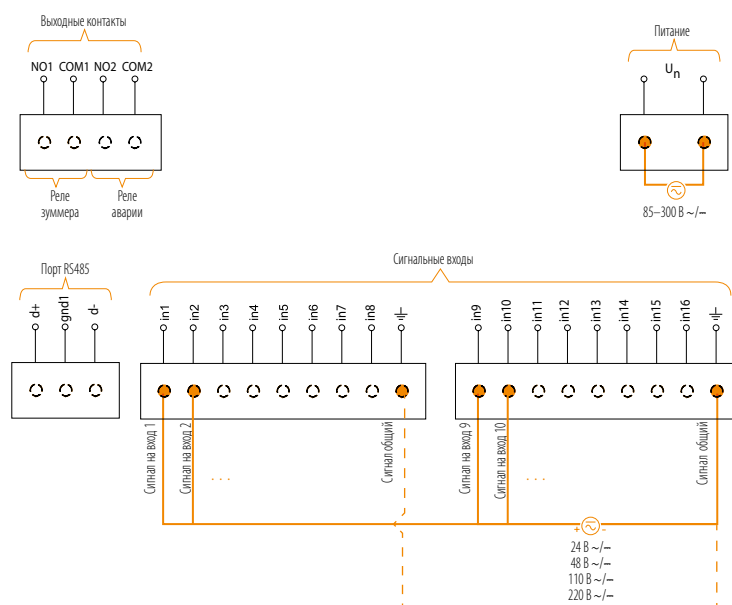 Выходные контакты
NO1 COM1 NO2 COM2
Реле зуммера
Реле аварии
Питание
Un
85–300 В ~/–
Порт RS485
d+
gnd1
d-
Сигнальные входы
in1
in2
in3
in4
in5
in6
in7
in8
in9
in10
in11
in12
in13
in14
in15
in16
Сигнал на вход 1
Сигнал на вход 2
. . .
Сигнал общий
Сигнал на вход 9
Сигнал на вход 10
. . .
Сигнал общий
+ -
24 В ~/–
48 В ~/–
110 В ~/–
220 В ~/–